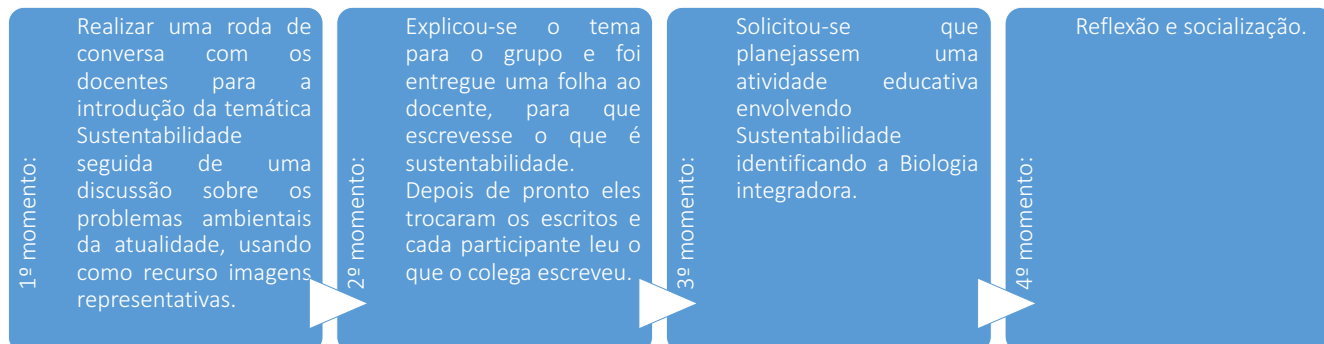 1º momento:
Realizar uma roda de
conversa com os
docentes para a
introdução da temática
Sustentabilidade
seguida de uma
discussão sobre os
problemas ambientais
da atualidade, usando
como recurso imagens
representativas.
2º momento:
Explicou-se o tema
para o grupo e foi
entregue uma folha ao
docente, para que
escrevesse o que é
sustentabilidade.
Depois de pronto eles
trocaram os escritos e
cada participante leu o
que o colega escreveu.
3º momento:
Solicitou-se que
planejassem uma
atividade educativa
envolvendo
Sustentabilidade
identificando a Biologia
integradora.
4º momento:
Reflexão e socialização.